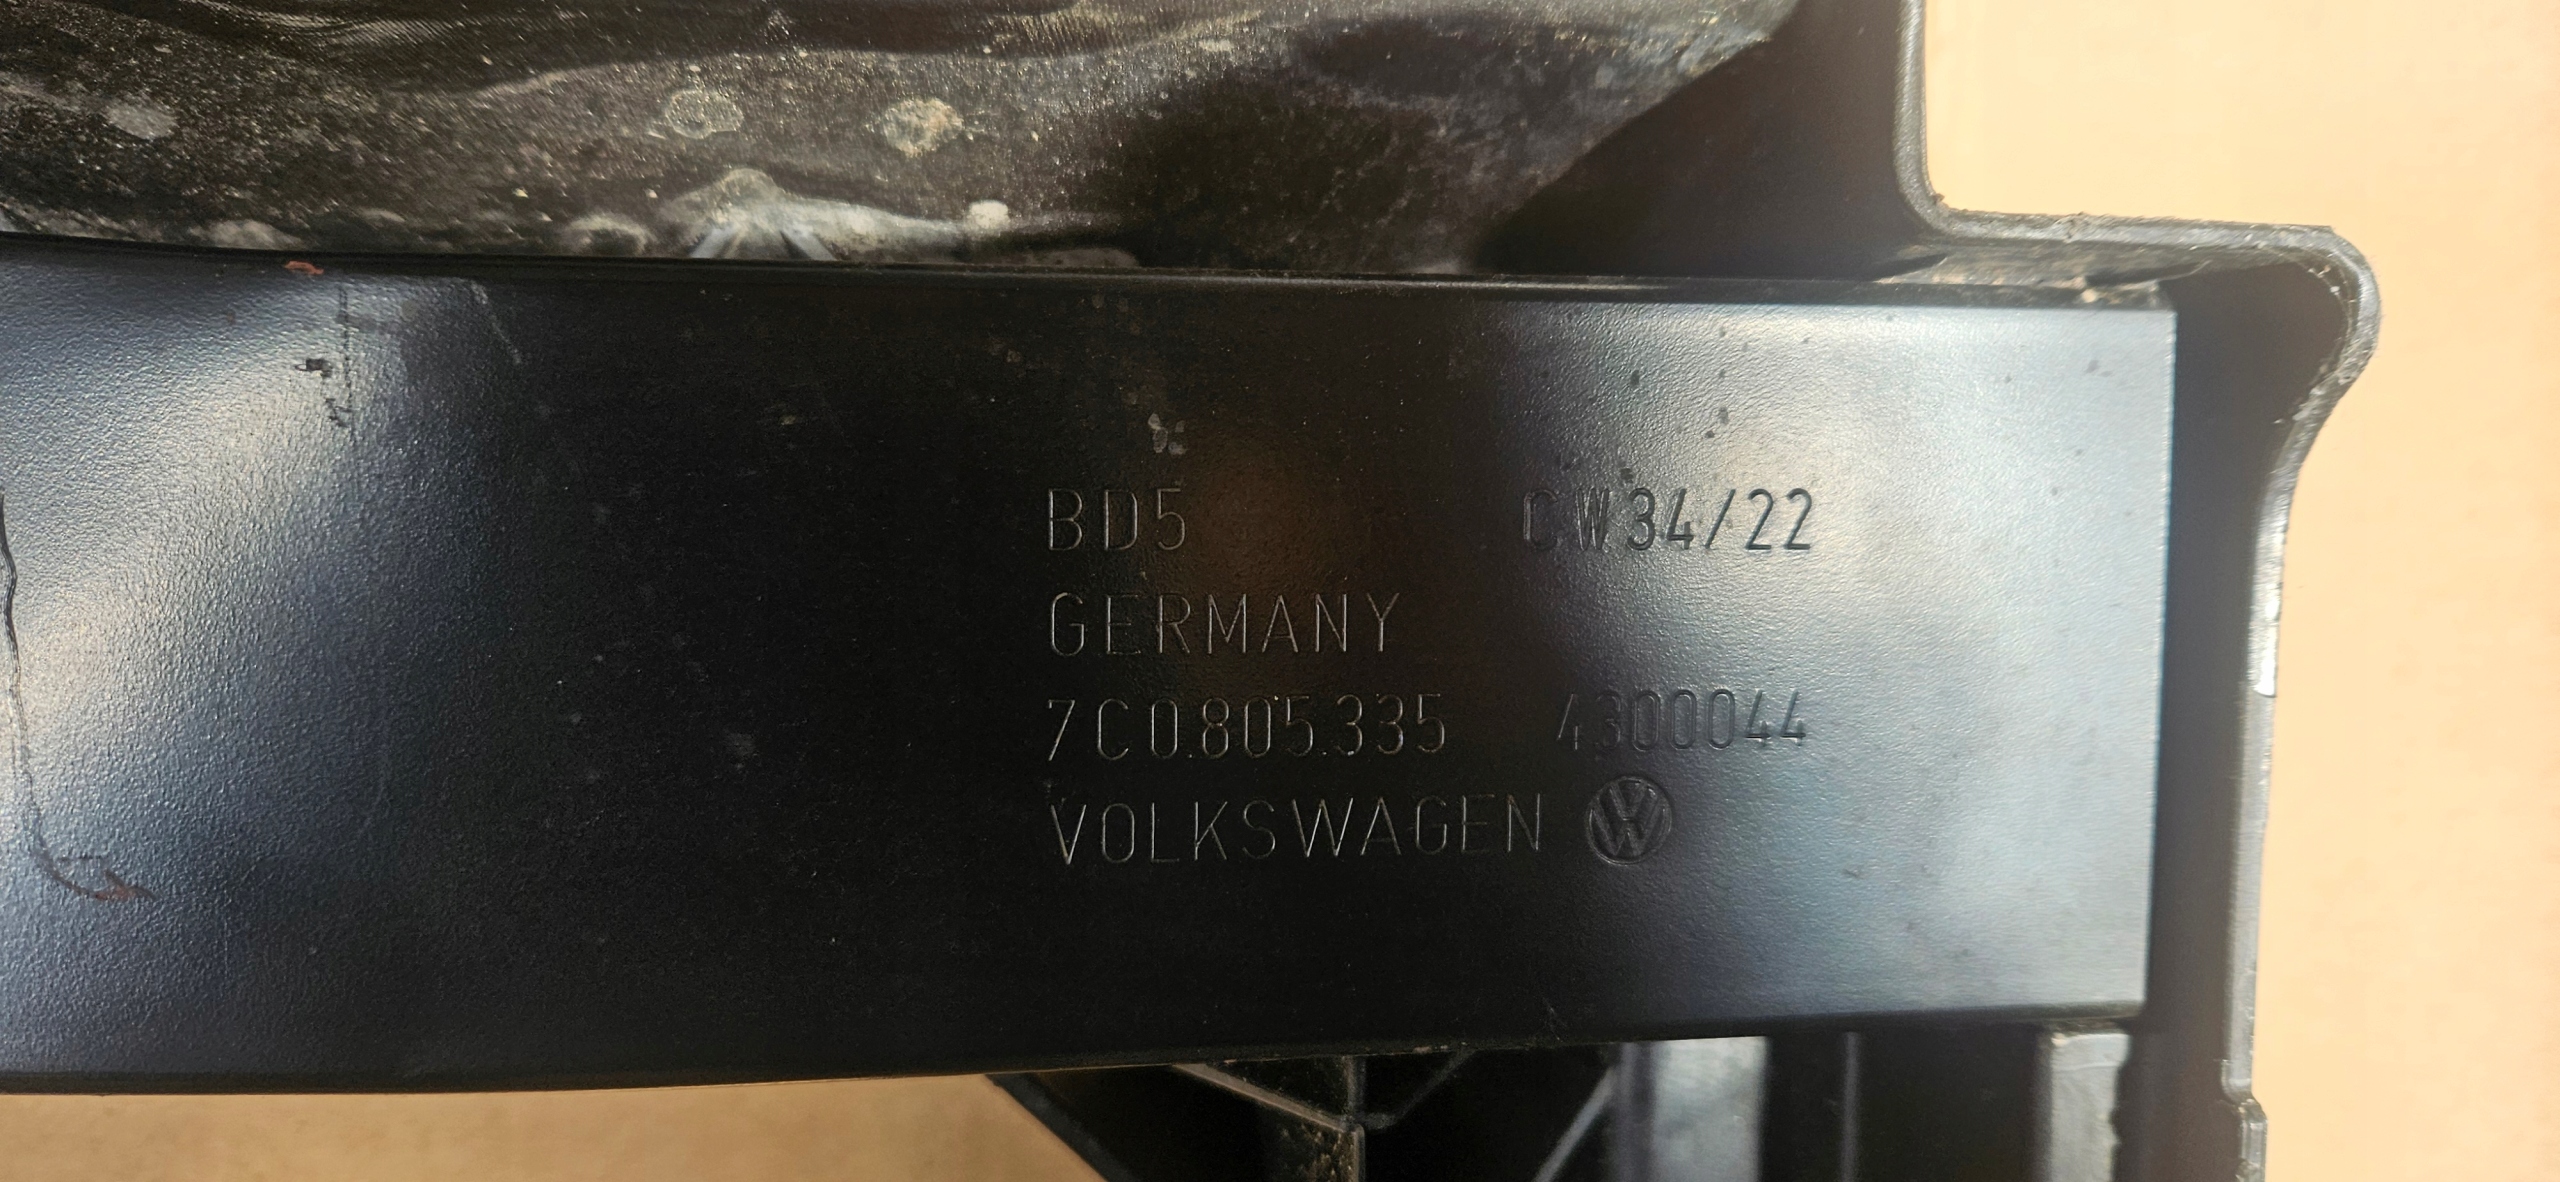 BD5 CW34/22
GERMANY
7C0.805.335 4300044
VOLKSWAGEN